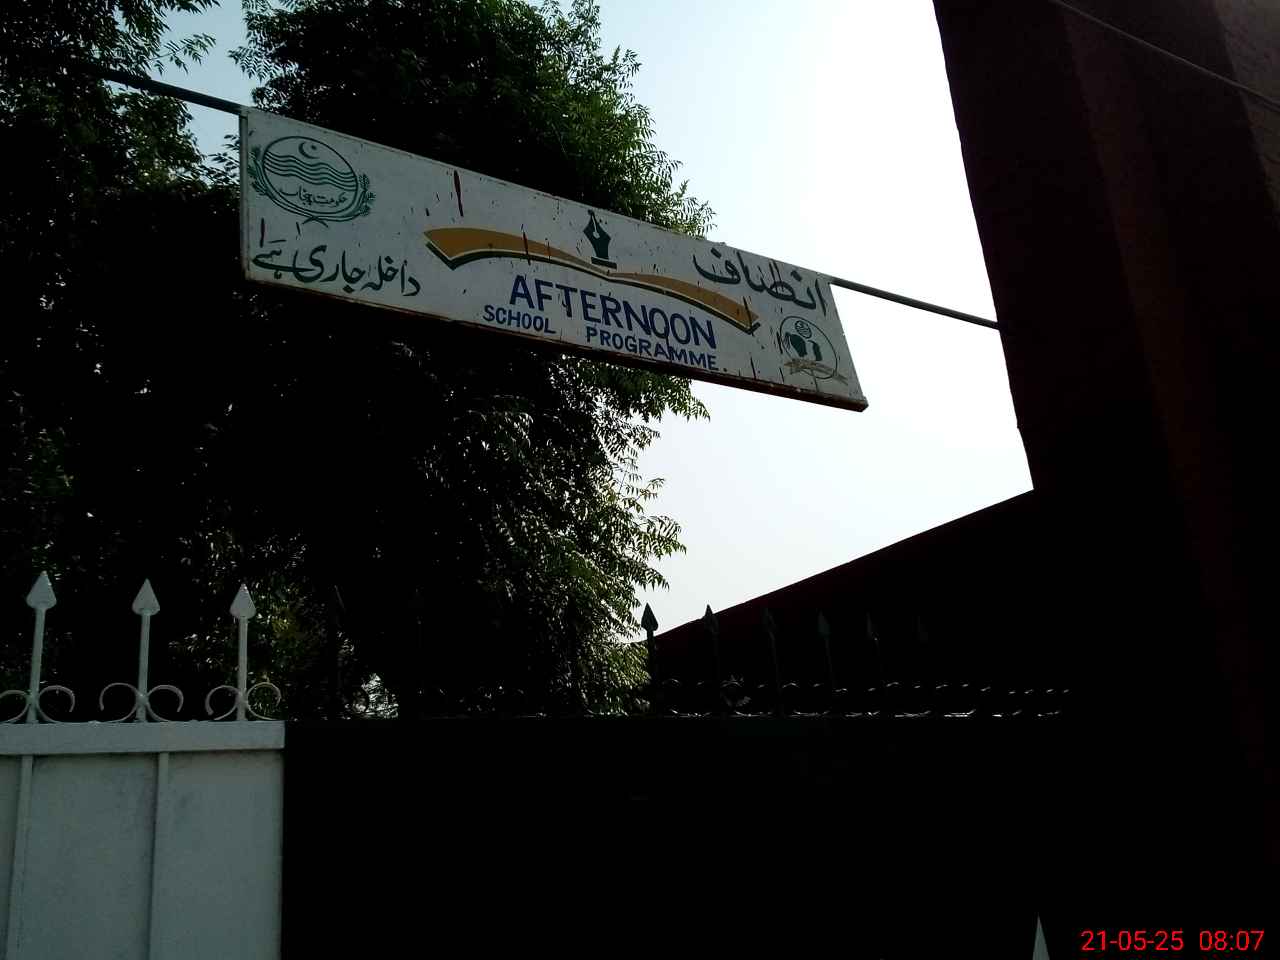 حکومت پنجاب
انصاف
AFTERNOON
SCHOOL PROGRAMME.
داخلہ جاری ہے
21-05-25 08:07